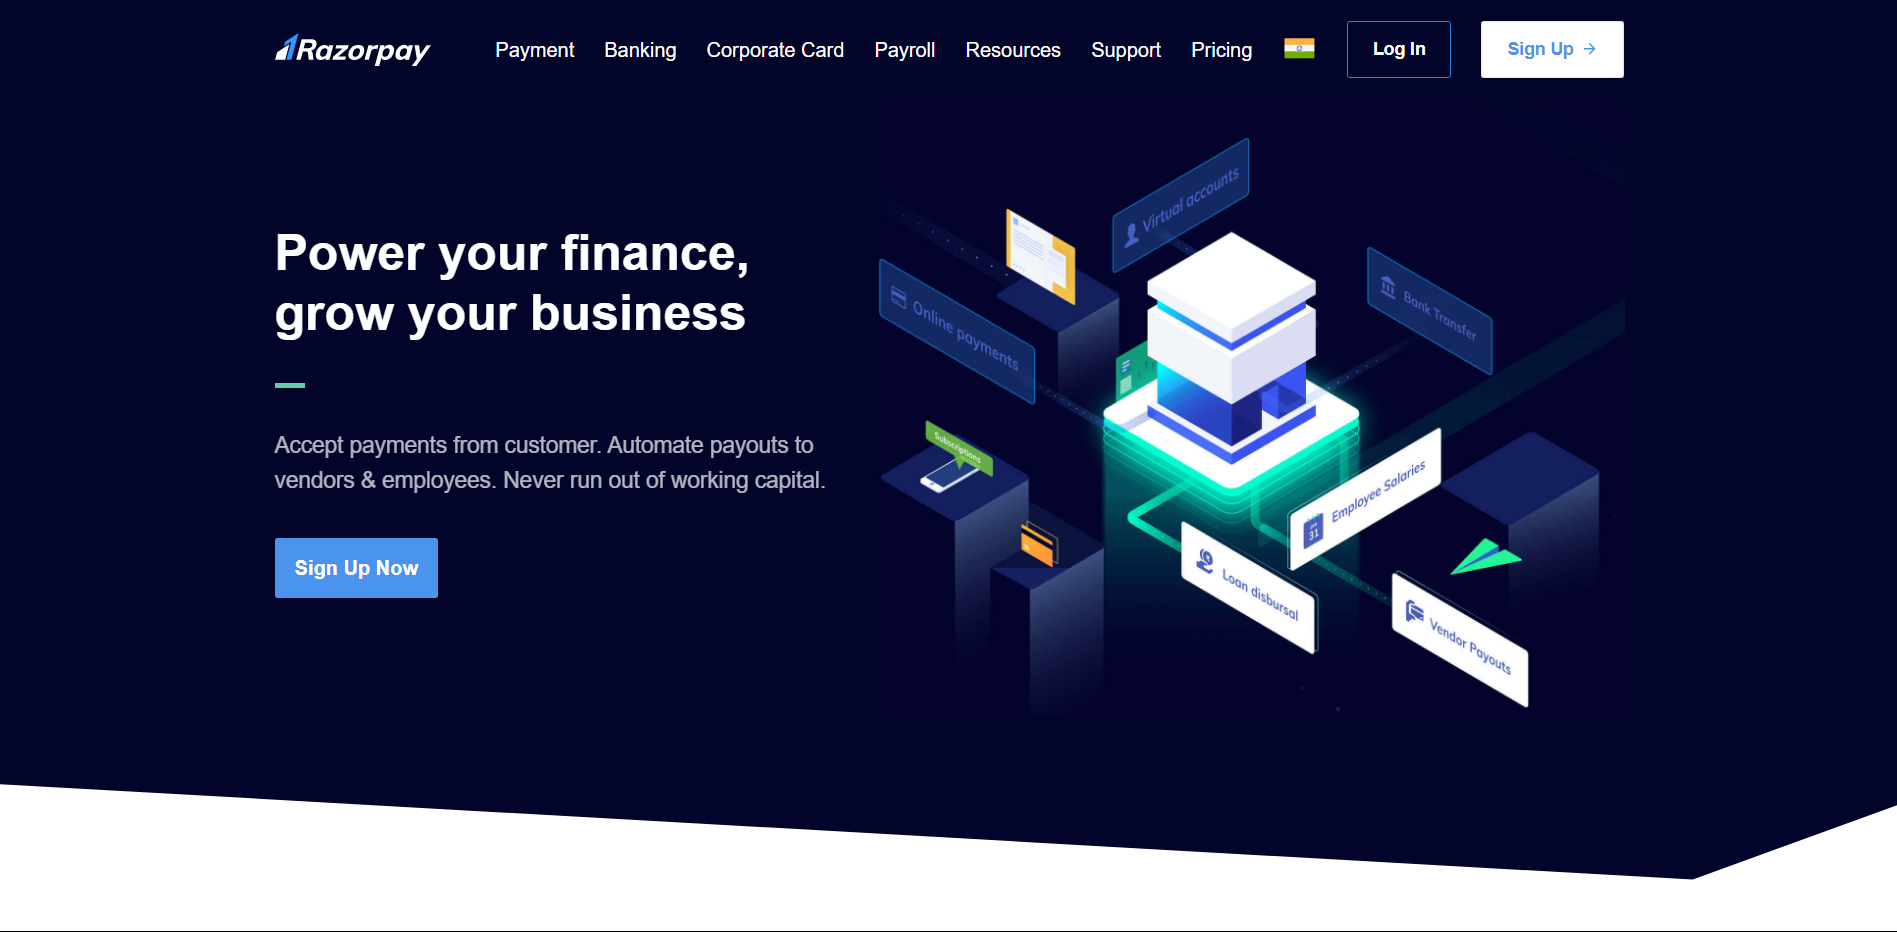 Razorpay
Payment
Banking
Corporate Card
Payroll
Resources
Support
Pricing
Log In
Sign Up →
Power your finance,
grow your business
Accept payments from customer. Automate payouts to
vendors & employees. Never run out of working capital.
Sign Up Now
Virtual accounts
Online payments
Bank Transfer
Subscriptions
31
Employee Salaries
Loan disbursal
Vendor Payouts